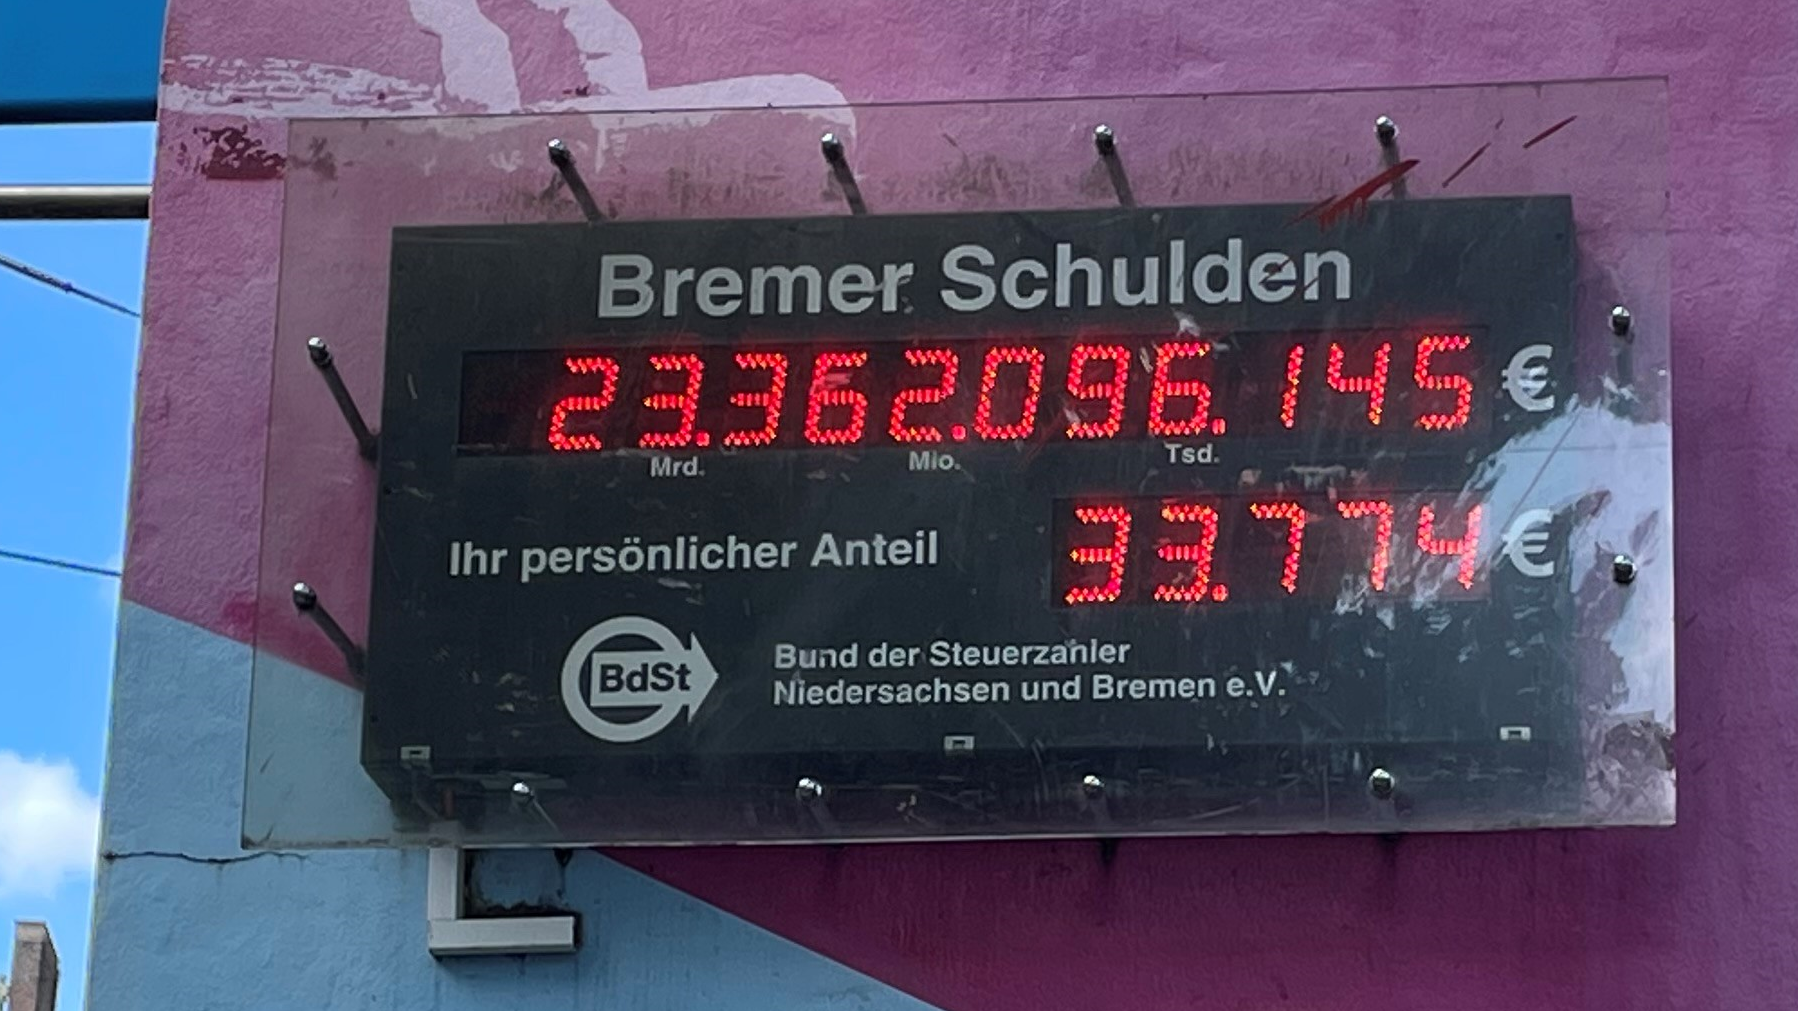 Bremer Schulden
23.362.096.145 €
Mrd. Mio. Tsd.
Ihr persönlicher Anteil 33.774 €
BdSt
Bund der Steuerzahler
Niedersachsen und Bremen e.V.